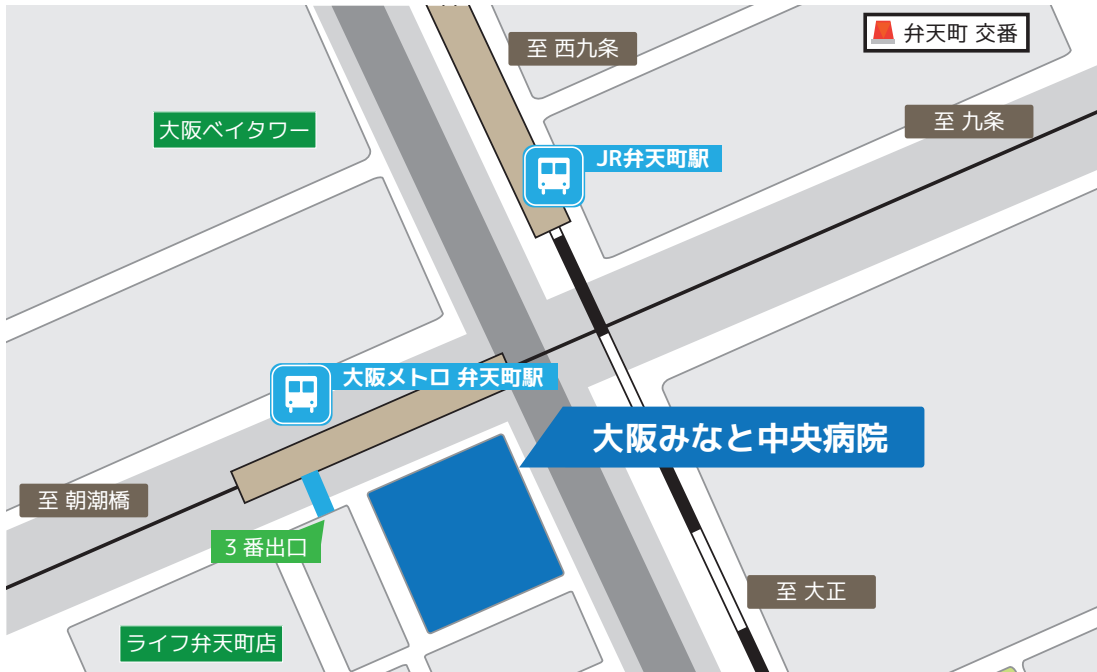 弁天町 交番
至 西九条
至 九条
大阪ベイタワー
JR弁天町駅
大阪メトロ 弁天町駅
大阪みなと中央病院
至 朝潮橋
3番出口
至 大正
ライフ弁天町店